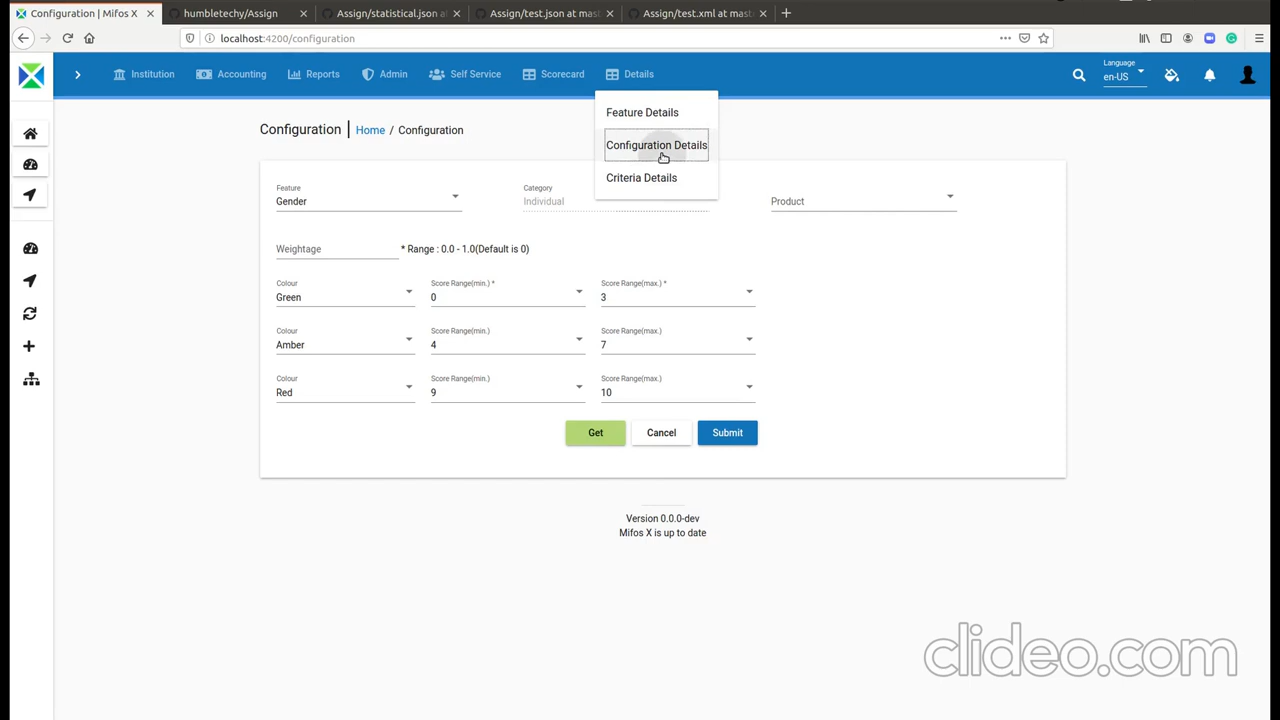 Configuration | Mifos X
humbletechy/Assign
Assign/statistical.json at
Assign/test.json at mast
Assign/test.xml at mast
localhost:4200/configuration
Institution
Accounting
Reports
Admin
Self Service
Scorecard
Details
Language
en-US
Feature Details
Configuration Details
Criteria Details
Configuration
Home / Configuration
Feature
Gender
Category
Individual
Product
Weightage
* Range : 0.0 - 1.0(Default is 0)
Colour
Green
Score Range(min.) *
0
Score Range(max.) *
3
Colour
Amber
Score Range(min.)
4
Score Range(max.)
7
Colour
Red
Score Range(min.)
9
Score Range(max.)
10
Get
Cancel
Submit
Version 0.0.0-dev
Mifos X is up to date
clideo.com